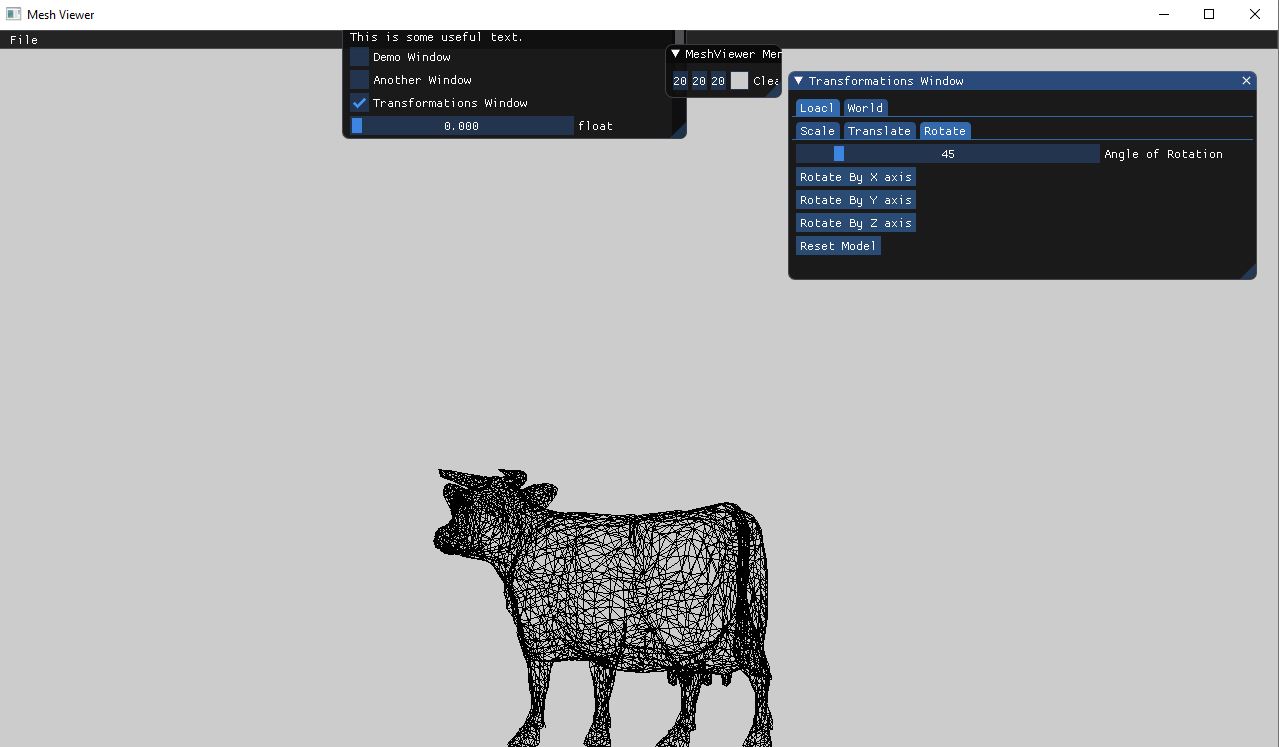 Mesh Viewer
File
This is some useful text.
Demo Window
Another Window
Transformations Window
0.000 float
MeshViewer Mer
20 20 20 Clea
Transformations Window
Loacl World
Scale Translate Rotate
45 Angle of Rotation
Rotate By X axis
Rotate By Y axis
Rotate By Z axis
Reset Model